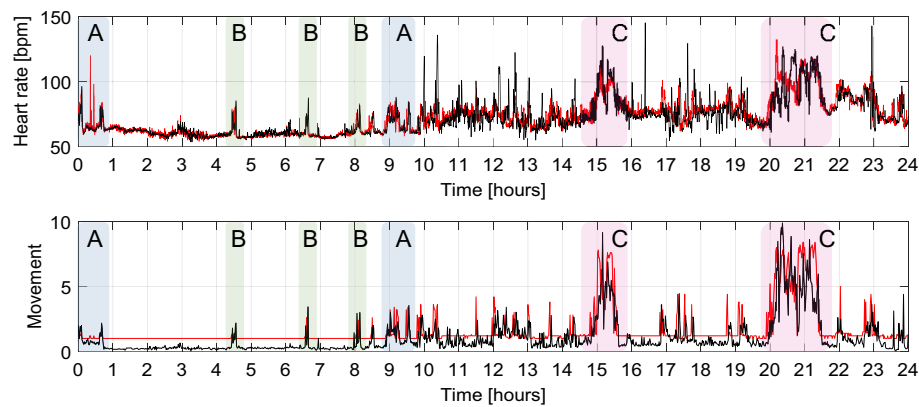 150
A B B B A C C
100
50
Heart rate [bpm]
0 1 2 3 4 5 6 7 8 9 10 11 12 13 14 15 16 17 18 19 20 21 22 23 24
Time [hours]
10
A B B B A C C
5
0
Movement
0 1 2 3 4 5 6 7 8 9 10 11 12 13 14 15 16 17 18 19 20 21 22 23 24
Time [hours]